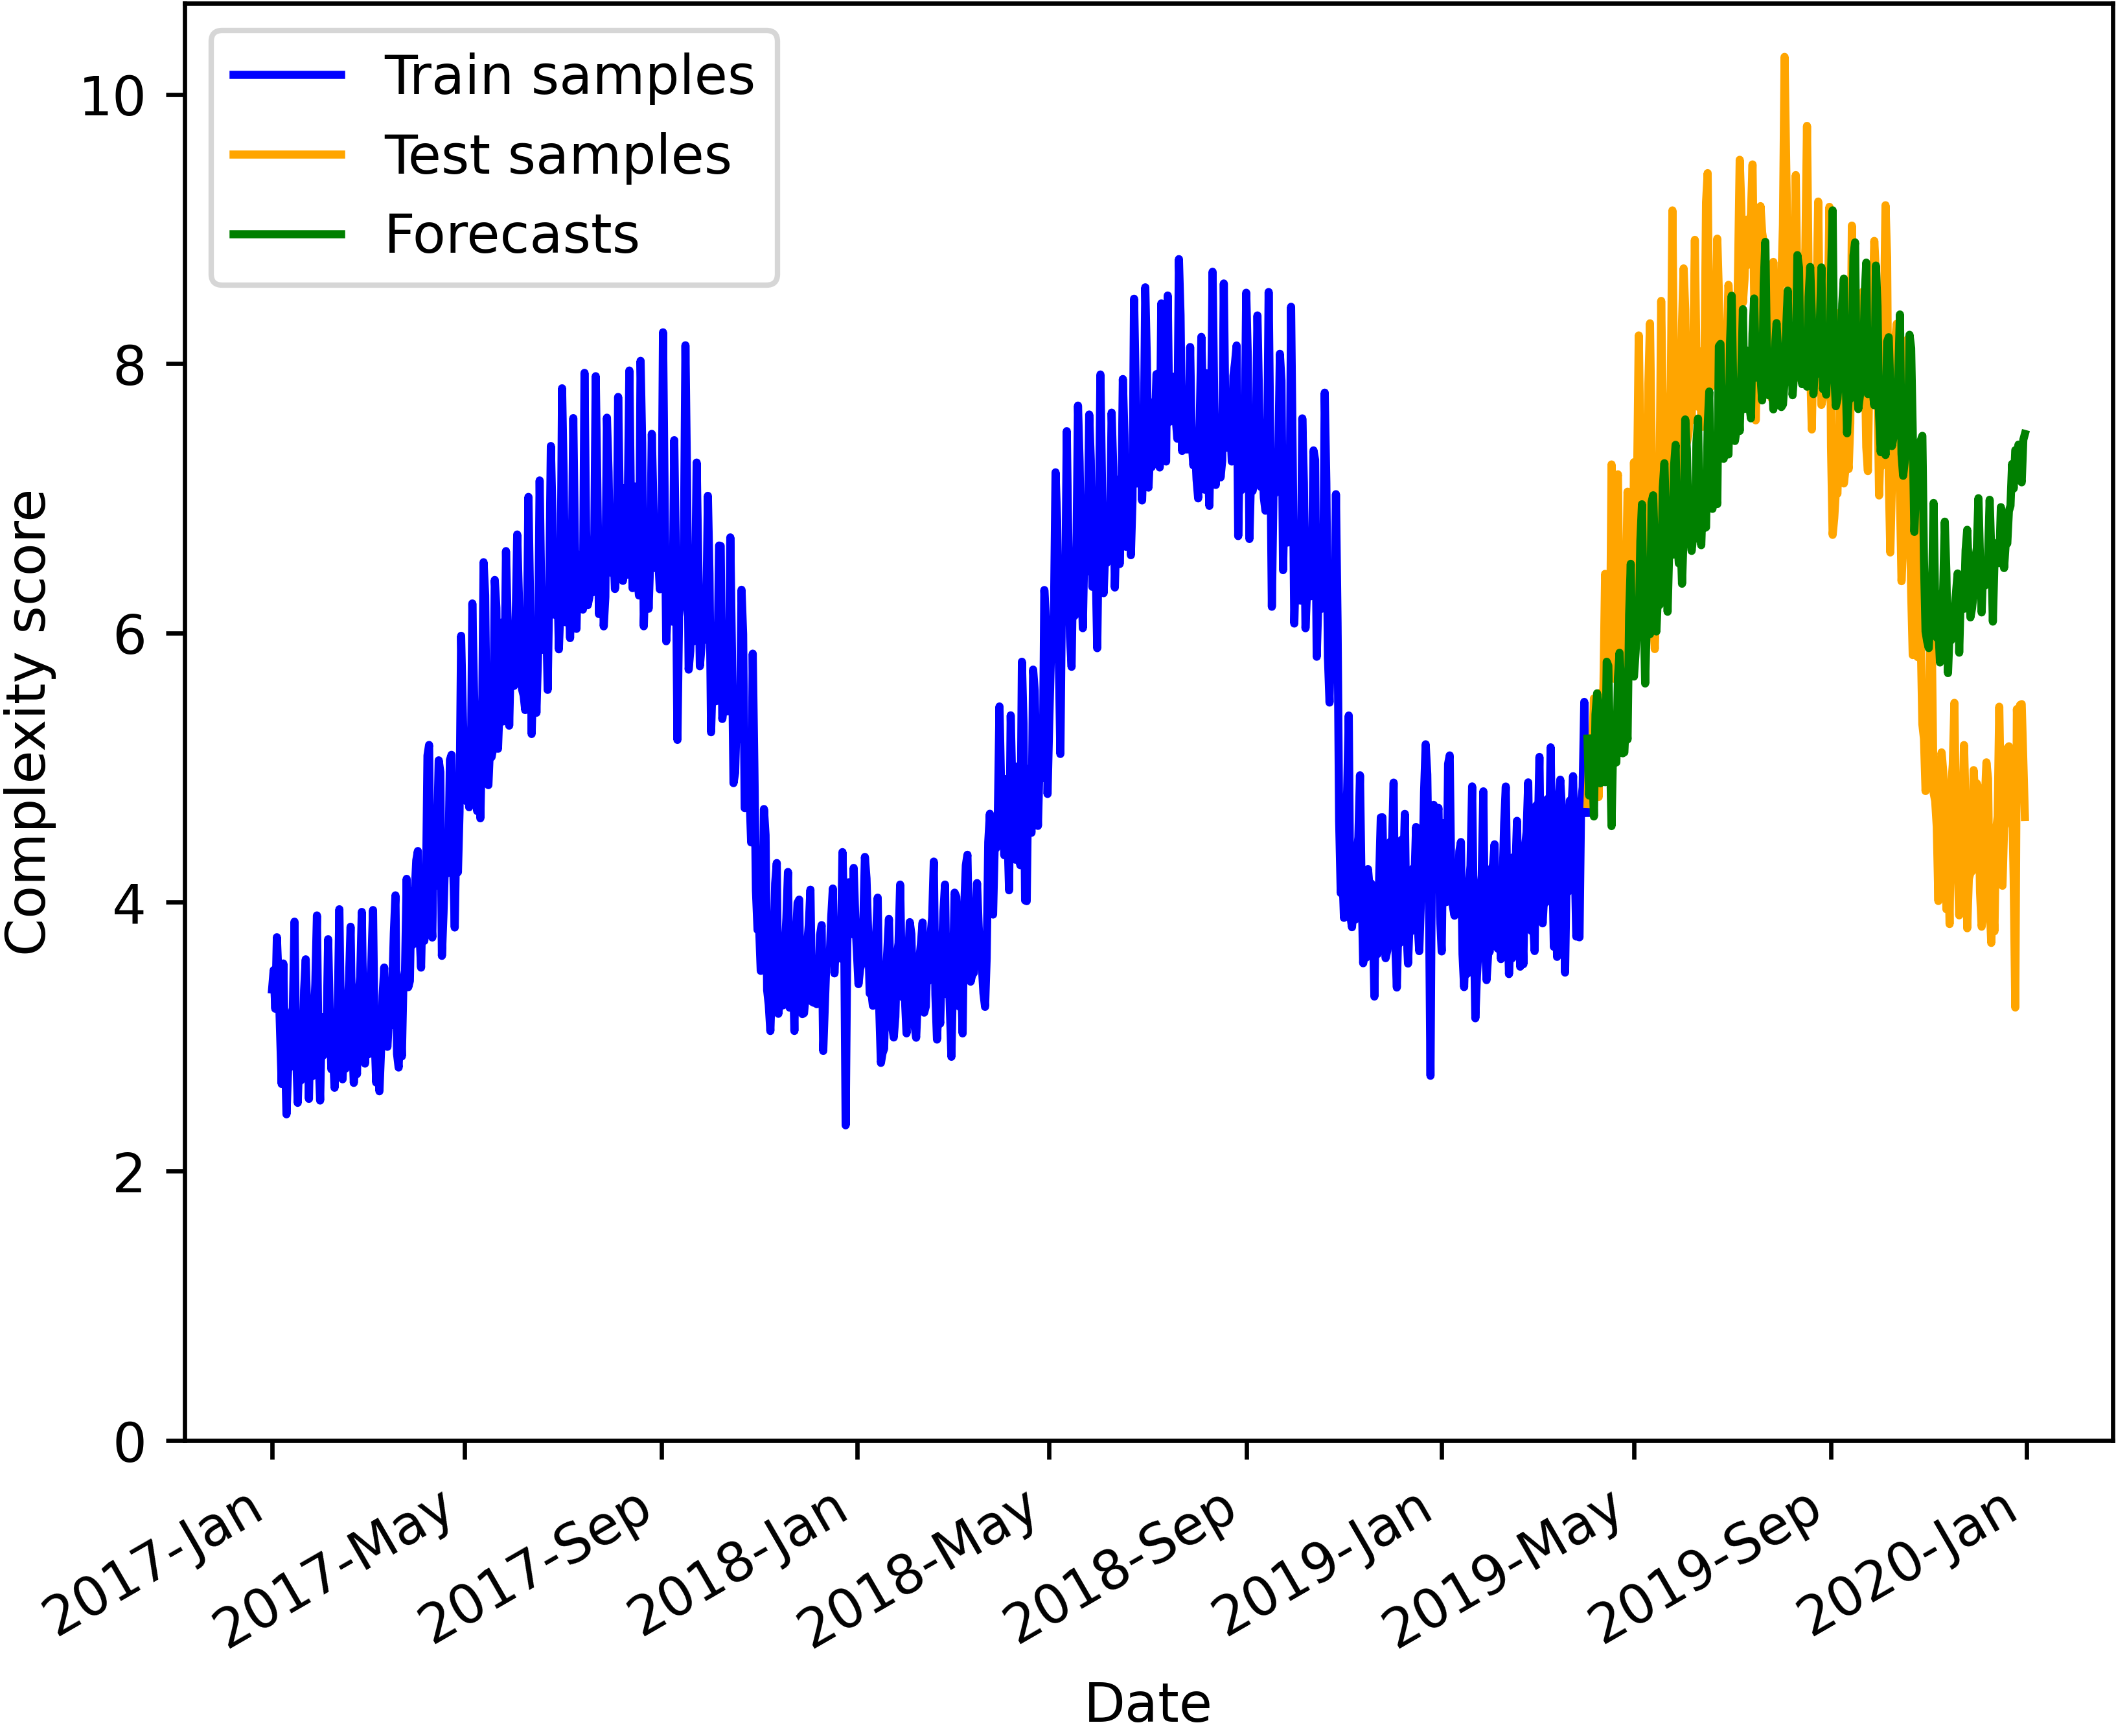 Train samples
Test samples
Forecasts
10
8
6
4
2
0
Complexity score
2017-Jan
2017-May
2017-Sep
2018-Jan
2018-May
2018-Sep
2019-Jan
2019-May
2019-Sep
2020-Jan
Date